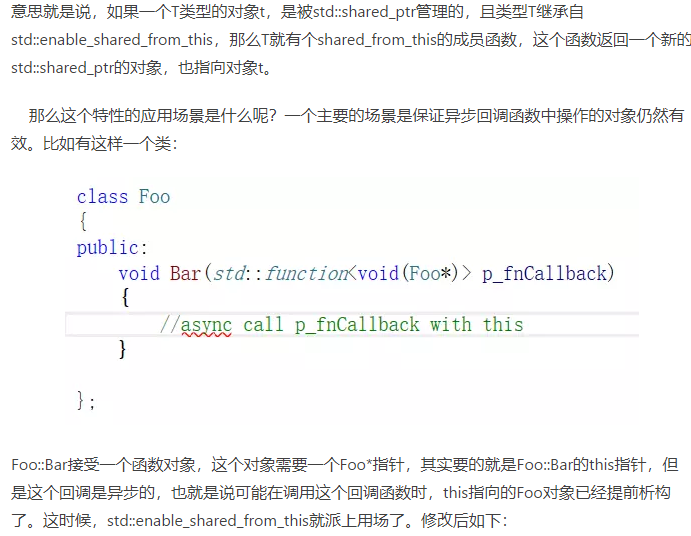 意思就是说，如果一个T类型的对象t，是被std::shared_ptr管理的，且类型T继承自
std::enable_shared_from_this，那么T就有个shared_from_this的成员函数，这个函数返回一个新的
std::shared_ptr的对象，也指向对象t。
那么这个特性的应用场景是什么呢？一个主要的场景是保证异步回调函数中操作的对象仍然有
效。比如有这样一个类：
class Foo
{
public:
void Bar(std::function<void(Foo*)> p_fnCallback)
{
//async call p_fnCallback with this
}
};
Foo::Bar接受一个函数对象，这个对象需要一个Foo*指针，其实要的就是Foo::Bar的this指针，但
是这个回调是异步的，也就是说可能在调用这个回调函数时，this指向的Foo对象已经提前析构
了。这时候，std::enable_shared_from_this就派上用场了。修改后如下：